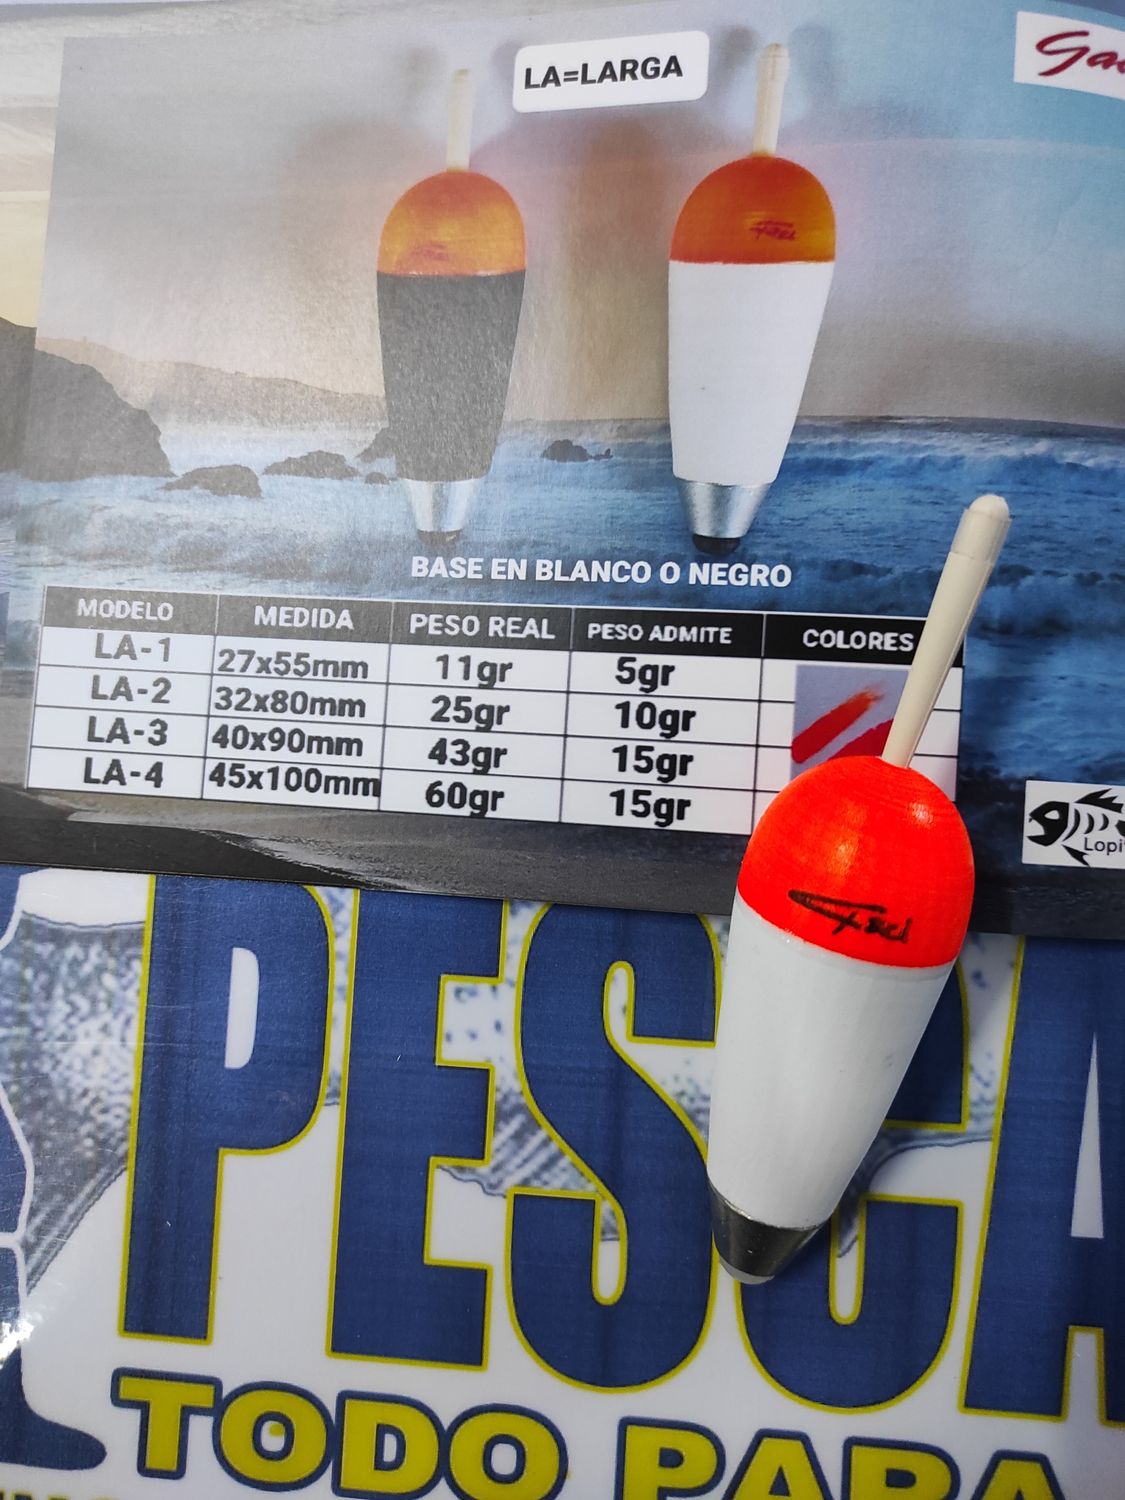 LA=LARGA
BASE EN BLANCO O NEGRO
MODELO MEDIDA PESO REAL PESO ADMITE COLORES
LA-1 27x55mm 11gr 5gr
LA-2 32x80mm 25gr 10gr
LA-3 40x90mm 43gr 15gr
LA-4 45x100mm 60gr 15gr
PESCA
TODO PARA